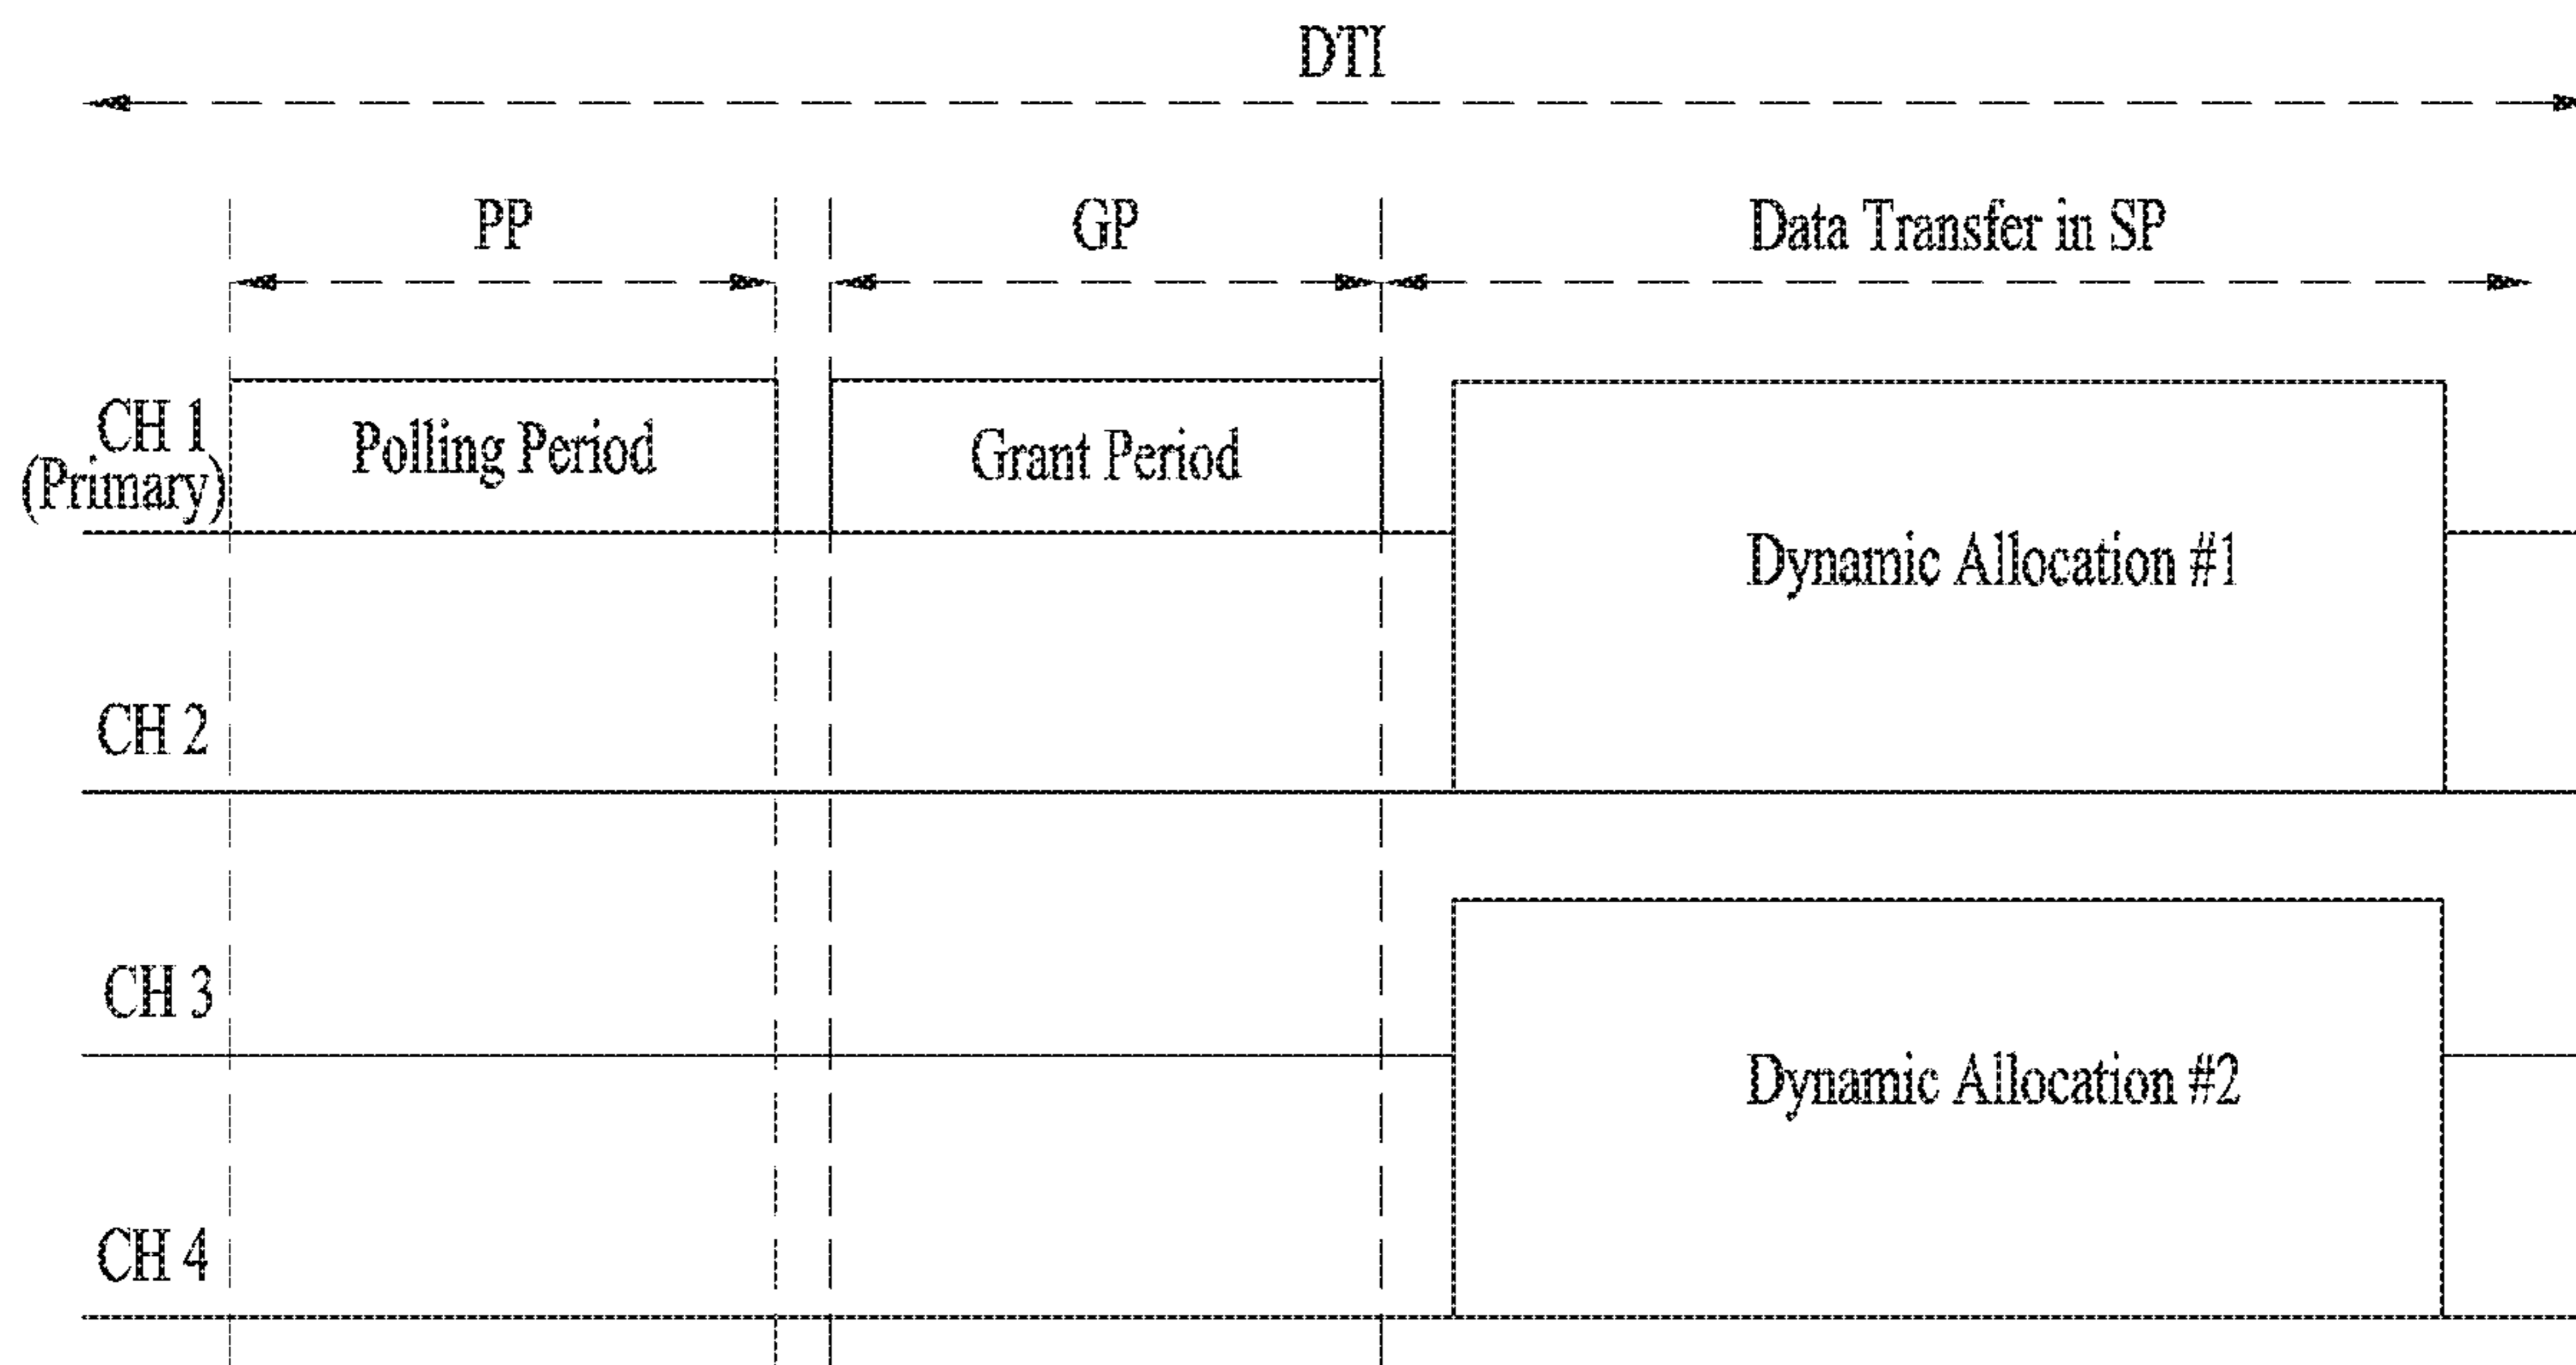 DTI
PP
GP
Data Transfer in SP
CH 1
(Primary)
Polling Period
Grant Period
Dynamic Allocation #1
CH 2
CH 3
Dynamic Allocation #2
CH 4